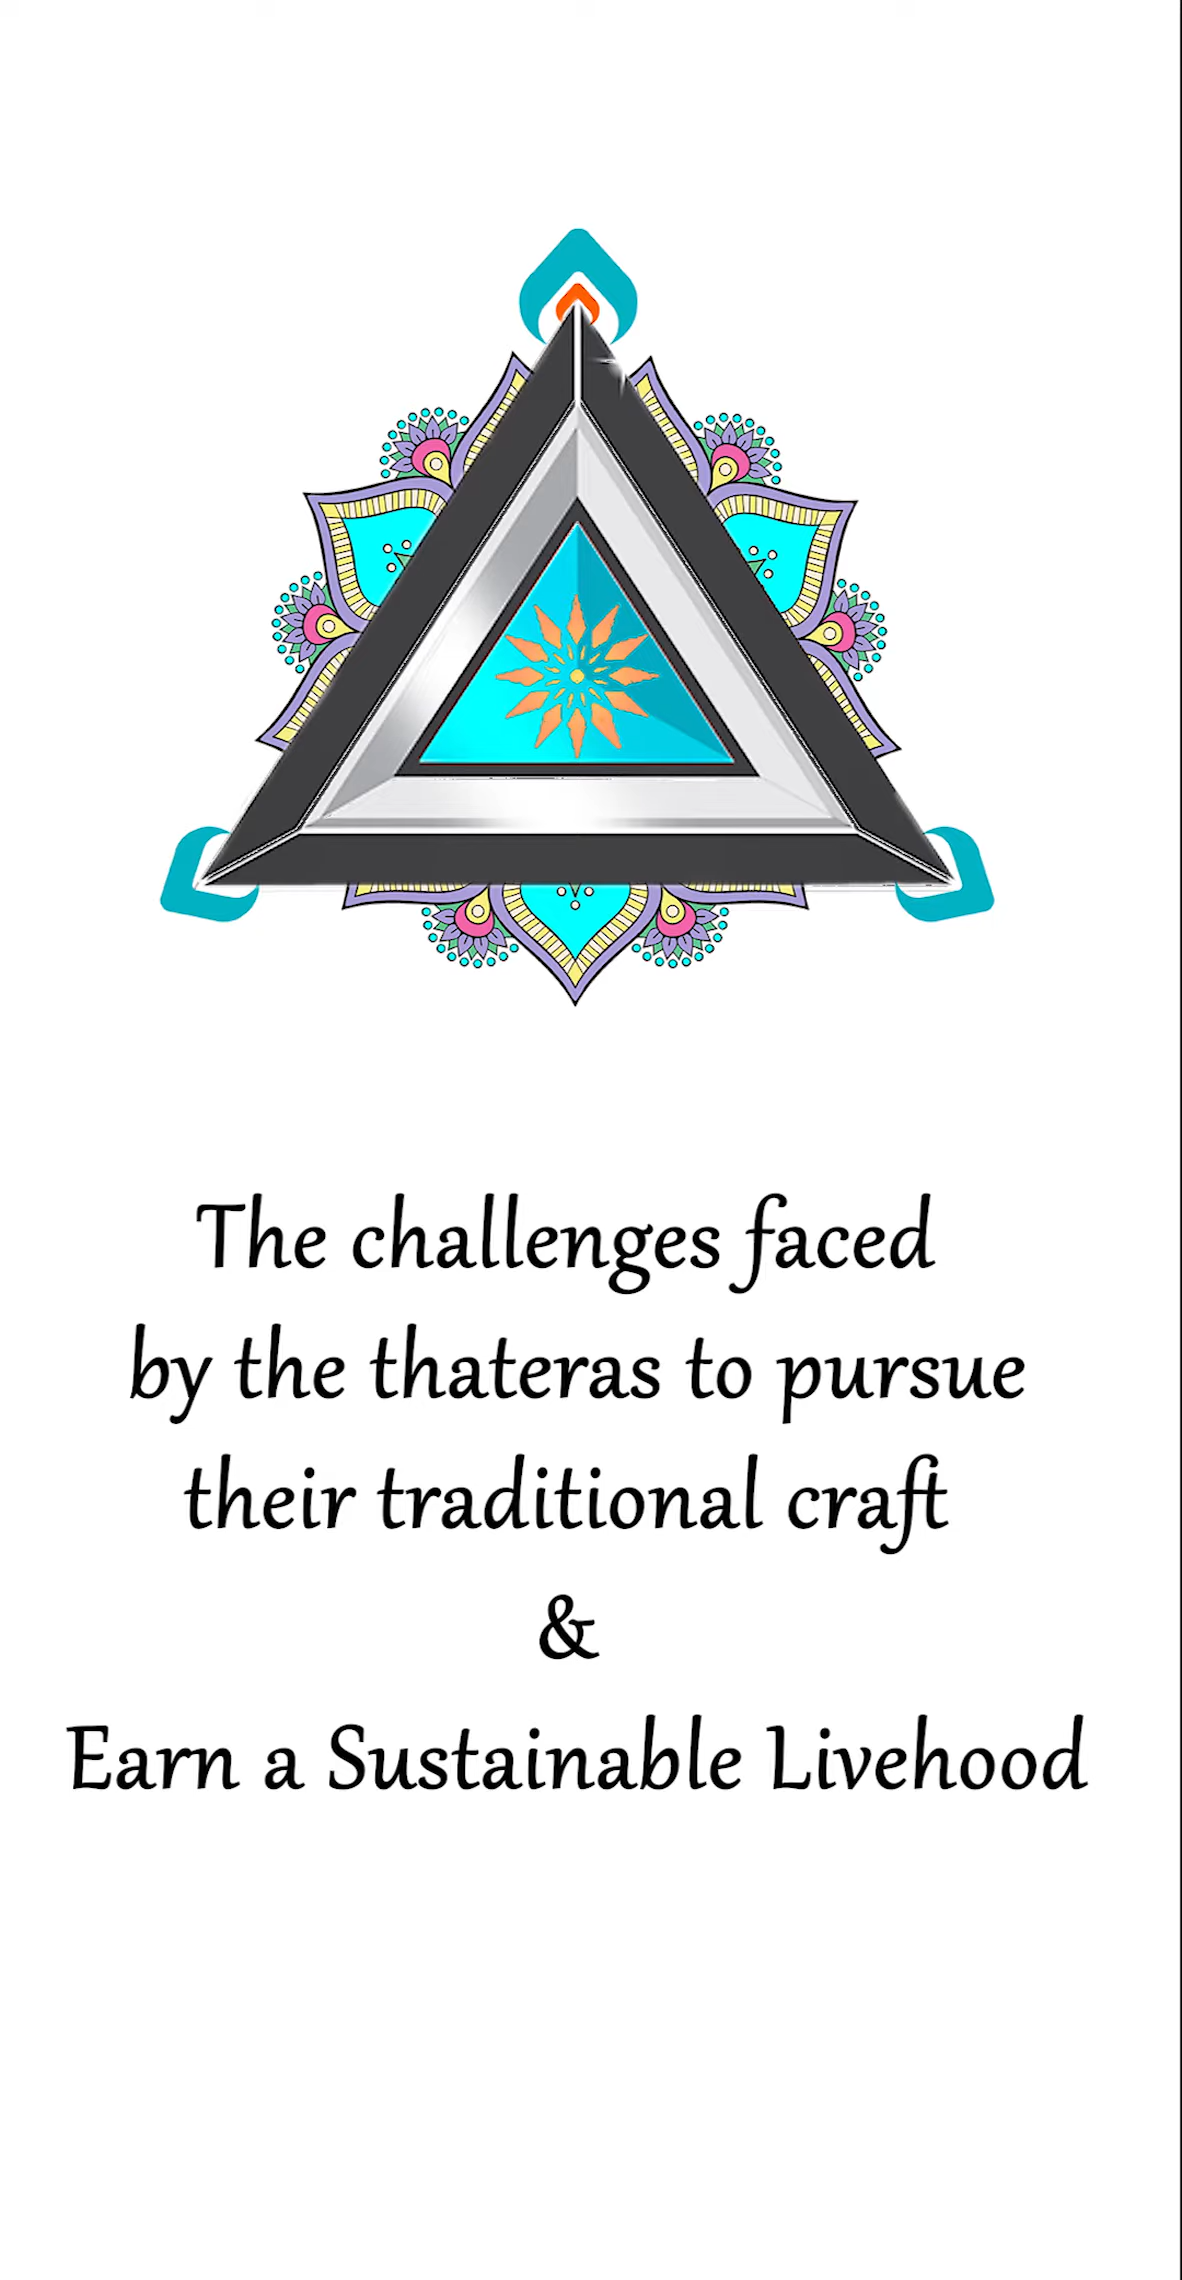 The challenges faced
by the thateras to pursue
their traditional craft
&
Earn a Sustainable Livehood